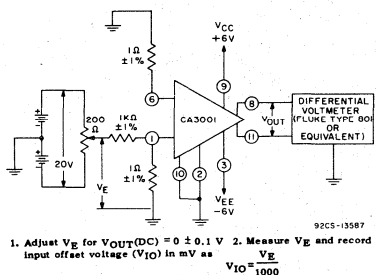 1Ω
±1%
VCC
+6V
9
6
200
Ω
1KΩ
±1%
1
CA3001
8
11
VOUT
DIFFERENTIAL
VOLTMETER
(FLUKE TYPE 801
OR
EQUIVALENT)
20V
VE
1Ω
±1%
10
2
3
VEE
-6V
92CS-13587
1. Adjust VE for VOUT(DC) = 0 ± 0.1 V 2. Measure VE and record
input offset voltage (VIO) in mV as
VIO = VE
1000